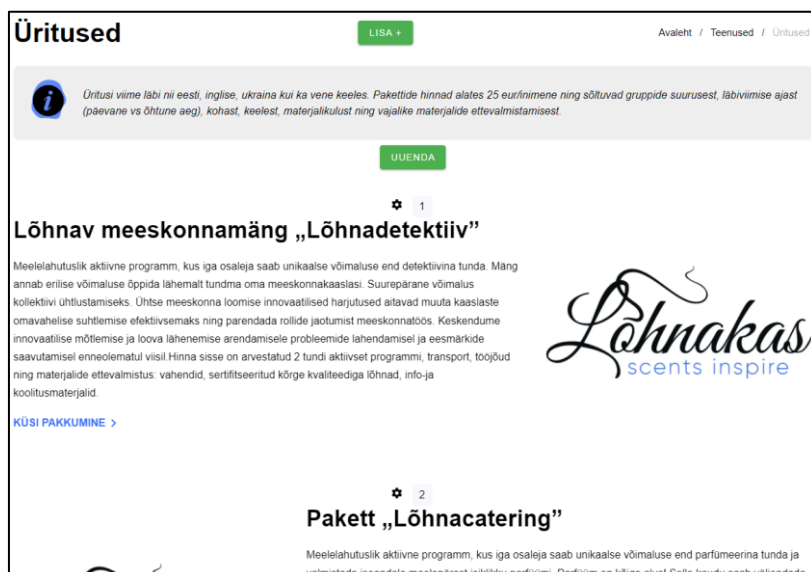 Üritused
LISA +
Avaleht / Teenused / Üritused
Üritusi viime läbi nii eesti, inglise, ukraina kui ka vene keeles. Pakettide hinnad alates 25 eur/inimene ning sõltuvad gruppide suurusest, läbiviimise ajast
(päevane vs õhtune aeg), kohast, keelest, materjalikulust ning vajalike materjalide ettevalmistamisest.
UUENDA
1
Lõhnav meeskonnamäng „Lõhnadetektiiv”
Meelelahutuslik aktiivne programm, kus iga osaleja saab unikaalse võimaluse end detektiivina tunda. Mäng
annab erilise võimaluse õppida lähemalt tundma oma meeskonnakaaslasi. Suurepärane võimalus
kollektiivi ühtlustamiseks. Ühtse meeskonna loomise innovaatilised harjutused aitavad muuta kaaslaste
omavahelise suhtlemise efektiivsemaks ning parendada rollide jaotumist meeskonnatöös. Keskendume
innovaatilise mõtlemise ja loova lähenemise arendamisele probleemide lahendamisel ja eesmärkide
saavutamisel enneolematul viisil.Hinna sisse on arvestatud 2 tundi aktiivset programmi, transport, tööjõud
ning materjalide ettevalmistus: vahendid, sertifitseeritud kõrge kvaliteediga lõhnad, info-ja
koolitusmaterjalid.
KÜSI PAKKUMINE >
Lõhnakas
scents inspire
2
Pakett „Lõhnacatering”
Meelelahutuslik aktiivne programm, kus iga osaleja saab unikaalse võimaluse end parfümeerina tunda ja